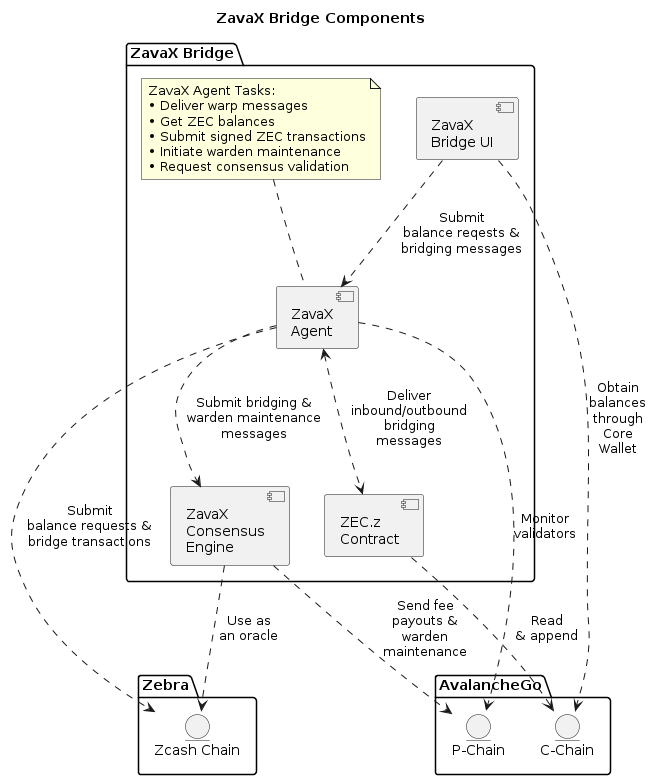 ZavaX Bridge Components
ZavaX Bridge
ZavaX Agent Tasks:
• Deliver warp messages
• Get ZEC balances
• Submit signed ZEC transactions
• Initiate warden maintenance
• Request consensus validation
ZavaX
Bridge UI
Submit
balance reqests &
bridging messages
ZavaX
Agent
Obtain
balances
through
Core
Wallet
Submit bridging &
warden maintenance
messages
Deliver
inbound/outbound
bridging
messages
Submit
balance requests &
bridge transactions
ZavaX
Consensus
Engine
ZEC.z
Contract
Monitor
validators
Use as
an oracle
Send fee
payouts &
warden
maintenance
Read
& append
Zebra
Zcash Chain
AvalancheGo
P-Chain
C-Chain